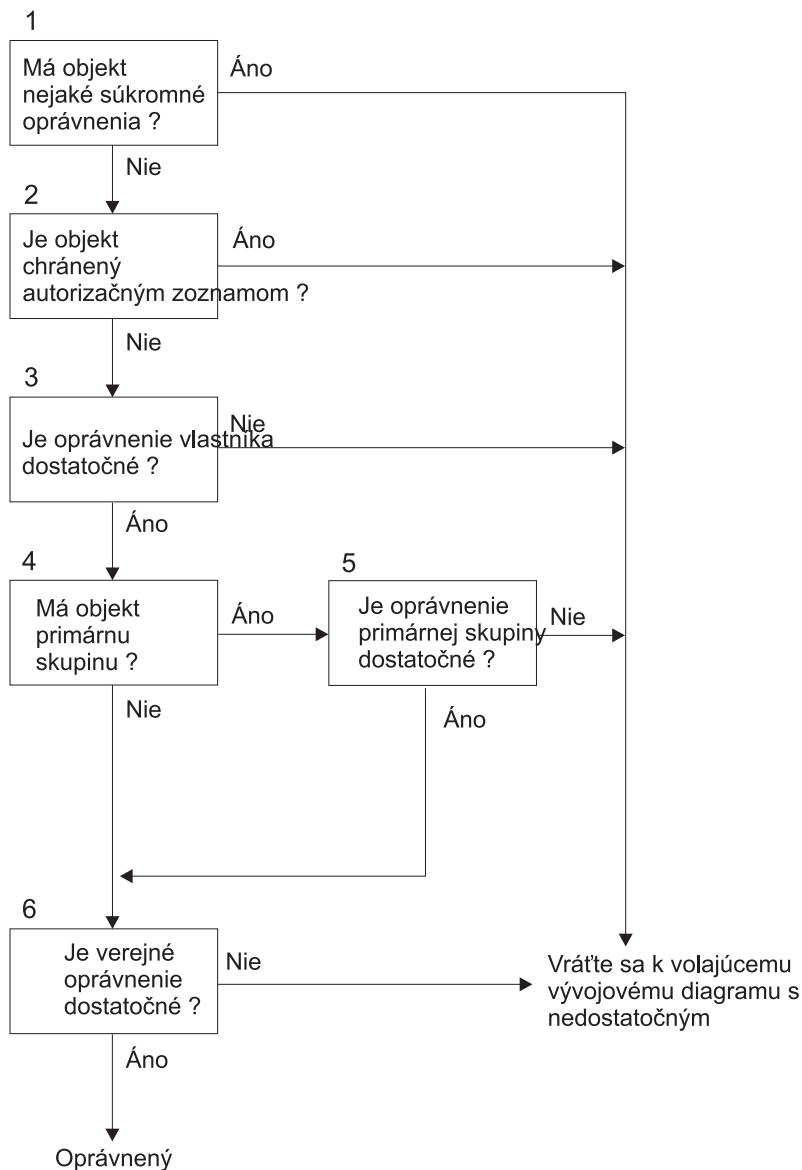 1
Má objekt
nejaké súkromné
oprávnenia ?
Áno
Nie
2
Je objekt
chránený
autorizačným zoznamom ?
Áno
Nie
3
Je oprávnenie vlastníka
dostatočné ?
Nie
Áno
4
Má objekt
primárnu
skupinu ?
Áno
Nie
5
Je oprávnenie
primárnej skupiny
dostatočné ?
Nie
Áno
6
Je verejné
oprávnenie
dostatočné ?
Nie
Áno
Vráťte sa k volajúcemu
vývojovému diagramu s
nedostatočným
Oprávnený